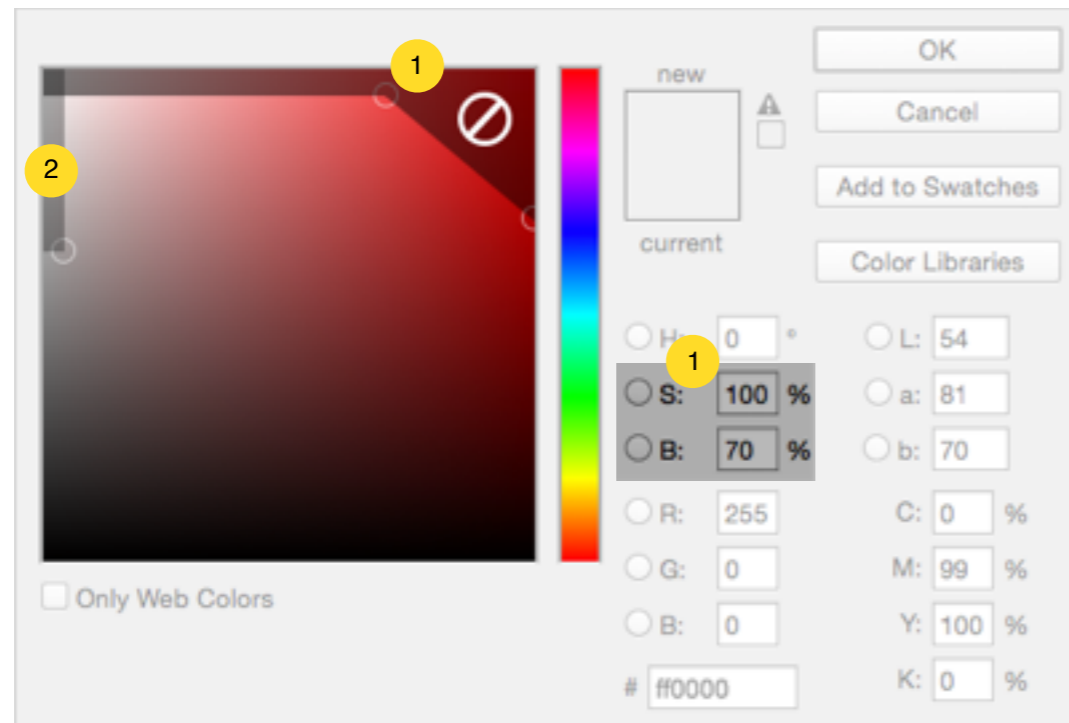 1
OK
new
Cancel
2
Add to Swatches
current
Color Libraries
H: 0 °
L: 54
1
S: 100 %
a: 81
B: 70 %
b: 70
R: 255
C: 0 %
G: 0
M: 99 %
Only Web Colors
B: 0
Y: 100 %
# ff0000
K: 0 %